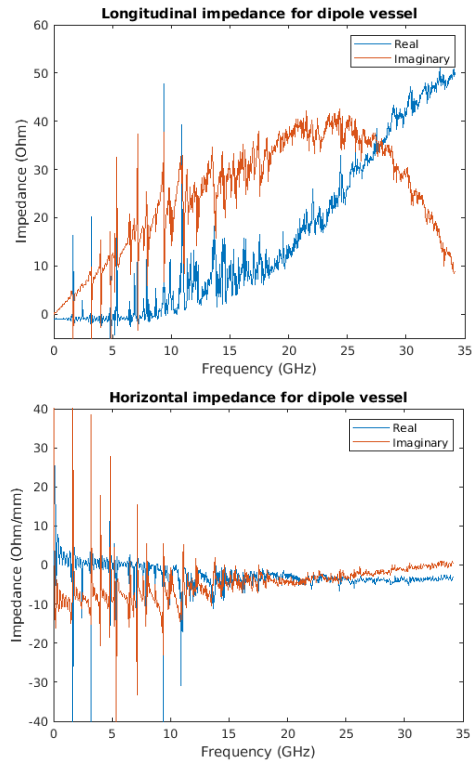 Longitudinal impedance for dipole vessel
60
50
40
30
20
10
0
Impedance (Ohm)
Real
Imaginary
0 5 10 15 20 25 30 35
Frequency (GHz)
Horizontal impedance for dipole vessel
40
30
20
10
0
-10
-20
-30
-40
Impedance (Ohm/mm)
Real
Imaginary
0 5 10 15 20 25 30 35
Frequency (GHz)